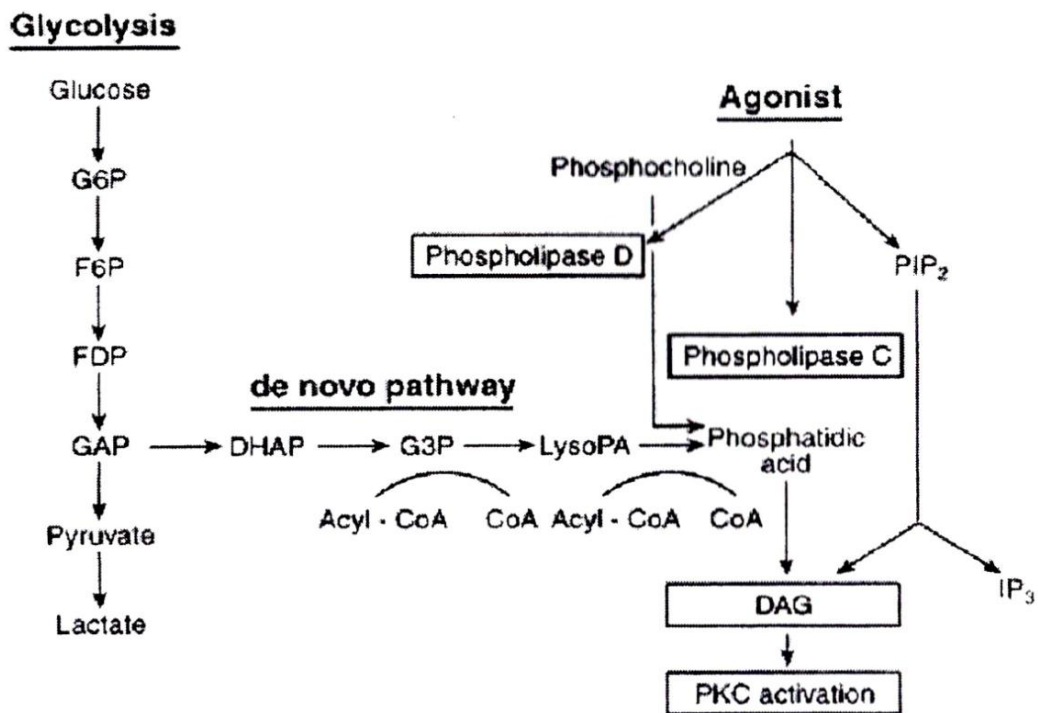 Glycolysis
Glucose
G6P
F6P
FDP
GAP
Pyruvate
Lactate
de novo pathway
DHAP
G3P
LysoPA
Acyl - CoA
CoA
Acyl - CoA
CoA
Agonist
Phosphocholine
Phospholipase D
PIP₂
Phospholipase C
Phosphatidic
acid
DAG
IP₃
PKC activation